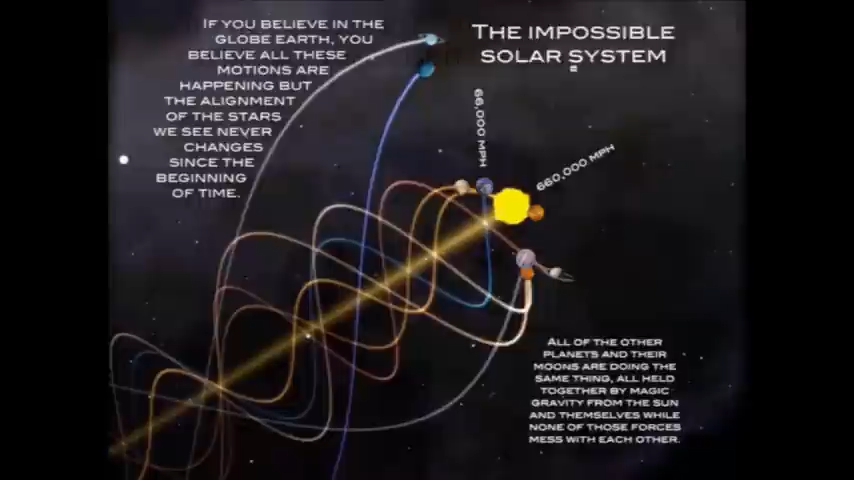 IF YOU BELIEVE IN THE
GLOBE EARTH, YOU
BELIEVE ALL THESE
MOTIONS ARE
HAPPENING BUT
THE ALIGNMENT
OF THE STARS
WE SEE NEVER
CHANGES
SINCE THE
BEGINNING
OF TIME.
THE IMPOSSIBLE
SOLAR SYSTEM
66,000 MPH
660,000 MPH
ALL OF THE OTHER
PLANETS AND THEIR
MOONS ARE DOING THE
SAME THING, ALL HELD
TOGETHER BY MAGIC
GRAVITY FROM THE SUN
AND THEMSELVES WHILE
NONE OF THOSE FORCES
MESS WITH EACH OTHER.